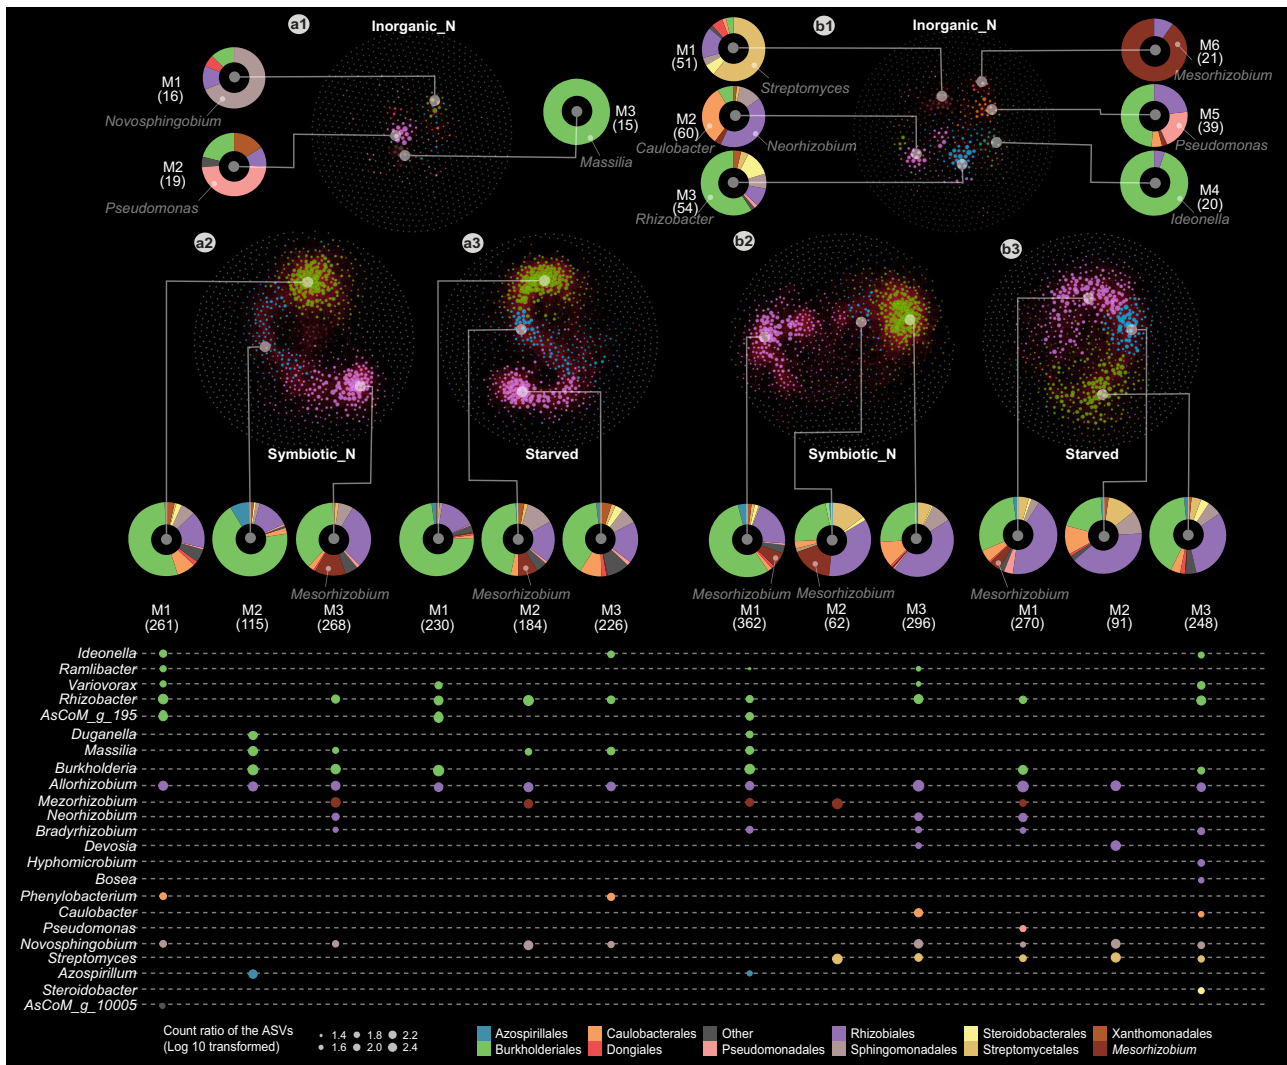 a1
Inorganic_N
b1
Inorganic_N
M1
(16)
Novosphingobium
M3
(15)
Massilia
M2
(19)
Pseudomonas
M1
(51)
Streptomyces
M6
(21)
Mesorhizobium
M2
(60)
Caulobacter
Neorhizobium
M5
(39)
Pseudomonas
M3
(54)
Rhizobacter
M4
(20)
Ideonella
a2
a3
b2
b3
Symbiotic_N
Starved
Symbiotic_N
Starved
Mesorhizobium
Mesorhizobium
Mesorhizobium
Mesorhizobium
Mesorhizobium
M1 M2 M3 M1 M2 M3 M1 M2 M3 M1 M2 M3
(261) (115) (268) (230) (184) (226) (362) (62) (296) (270) (91) (248)
Ideonella
Ramlibacter
Variovorax
Rhizobacter
AsCoM_g_195
Duganella
Massilia
Burkholderia
Allorhizobium
Mezorhizobium
Neorhizobium
Bradyrhizobium
Devosia
Hyphomicrobium
Bosea
Phenylobacterium
Caulobacter
Pseudomonas
Novosphingobium
Streptomyces
Azospirillum
Steroidobacter
AsCoM_g_10005
Count ratio of the ASVs
(Log 10 transformed)
1.4 1.8 2.2
1.6 2.0 2.4
Azospirillales Caulobacterales Other Rhizobiales Steroidobacterales Xanthomonadales
Burkholderiales Dongiales Pseudomonadales Sphingomonadales Streptomycetales Mesorhizobium